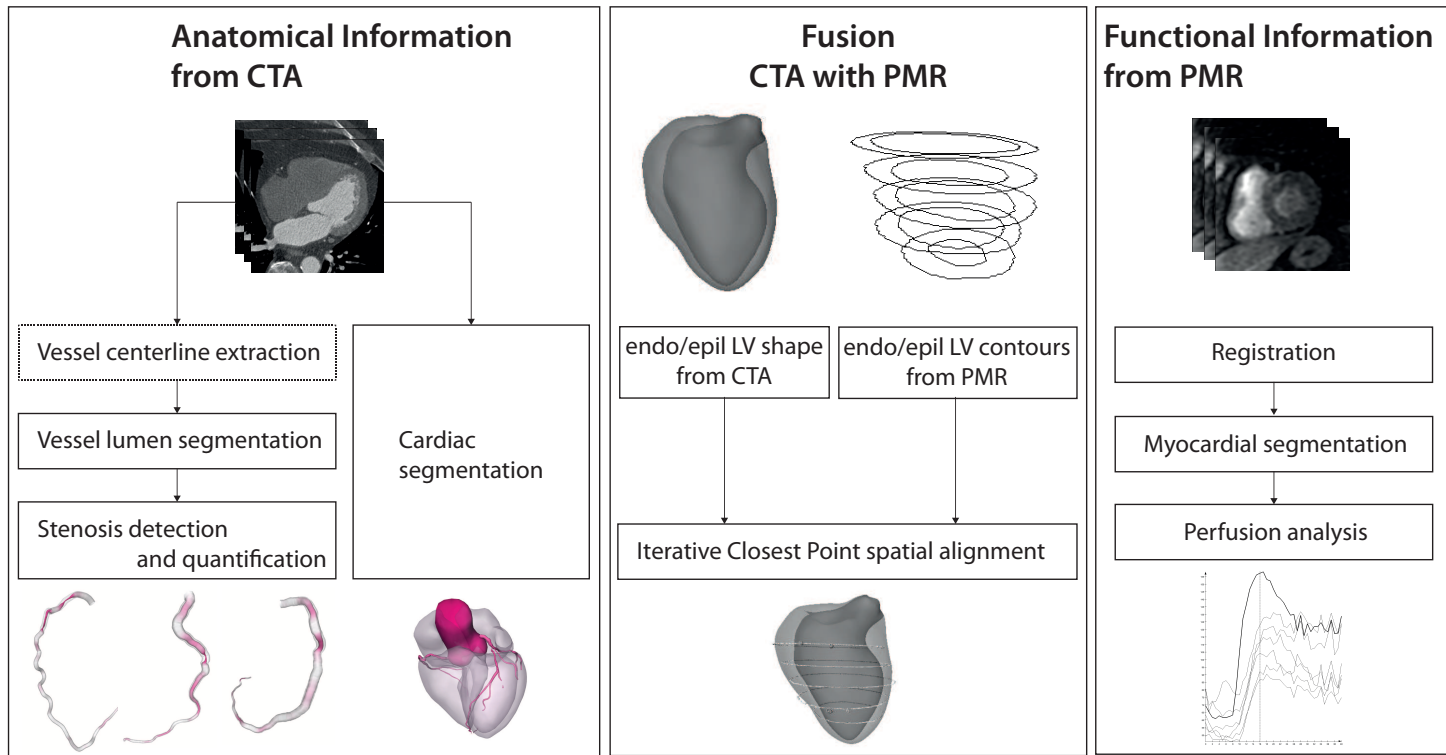 Anatomical Information
from CTA
Vessel centerline extraction
Vessel lumen segmentation
Stenosis detection
and quantification
Cardiac
segmentation
Fusion
CTA with PMR
endo/epil LV shape
from CTA
endo/epil LV contours
from PMR
Iterative Closest Point spatial alignment
Functional Information
from PMR
Registration
Myocardial segmentation
Perfusion analysis